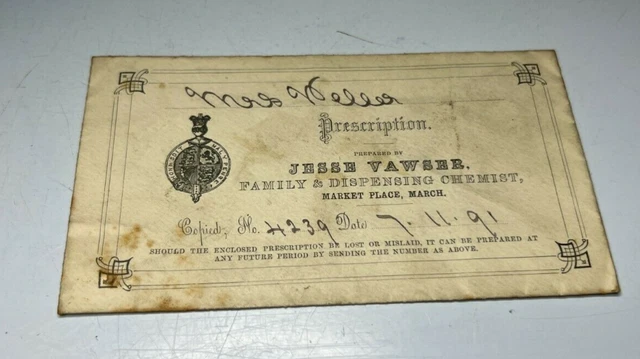 Mrs Weller
Prescription.
PREPARED BY
JESSE VAWSER,
FAMILY & DISPENSING CHEMIST,
MARKET PLACE, MARCH.
Copied, No. 4239 Date 7.11.91
SHOULD THE ENCLOSED PRESCRIPTION BE LOST OR MISLAID, IT CAN BE PREPARED AT
ANY FUTURE PERIOD BY SENDING THE NUMBER AS ABOVE.